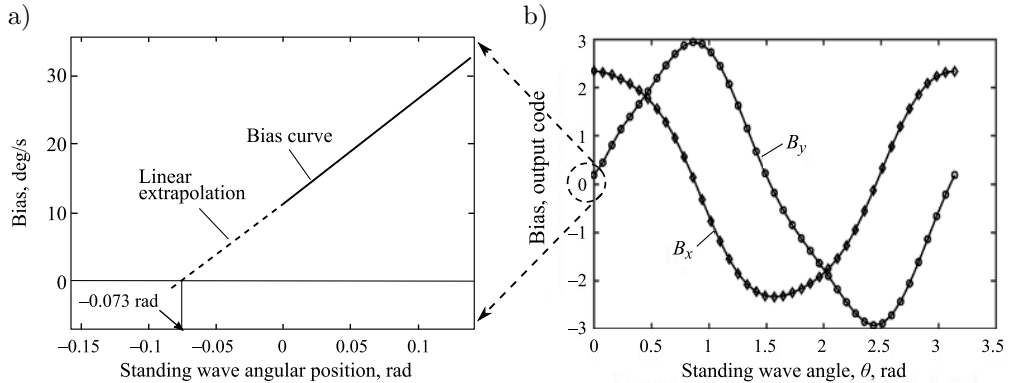 a)
Bias, deg/s
30
20
10
0
Bias curve
Linear
extrapolation
–0.073 rad
–0.15
–0.1
–0.05
0
0.05
0.1
Standing wave angular position, rad
b)
Bias, output code
3
2
1
0
–1
–2
–3
By
Bx
0
0.5
1
1.5
2
2.5
3
3.5
Standing wave angle, θ, rad